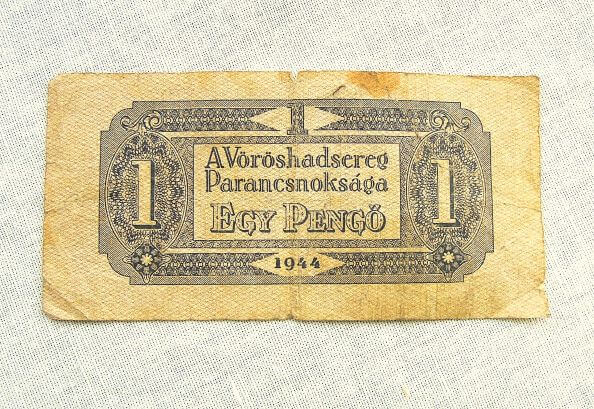 1
A Vöröshadsereg
Parancsnoksága
1 EGY PENGŐ 1
1944